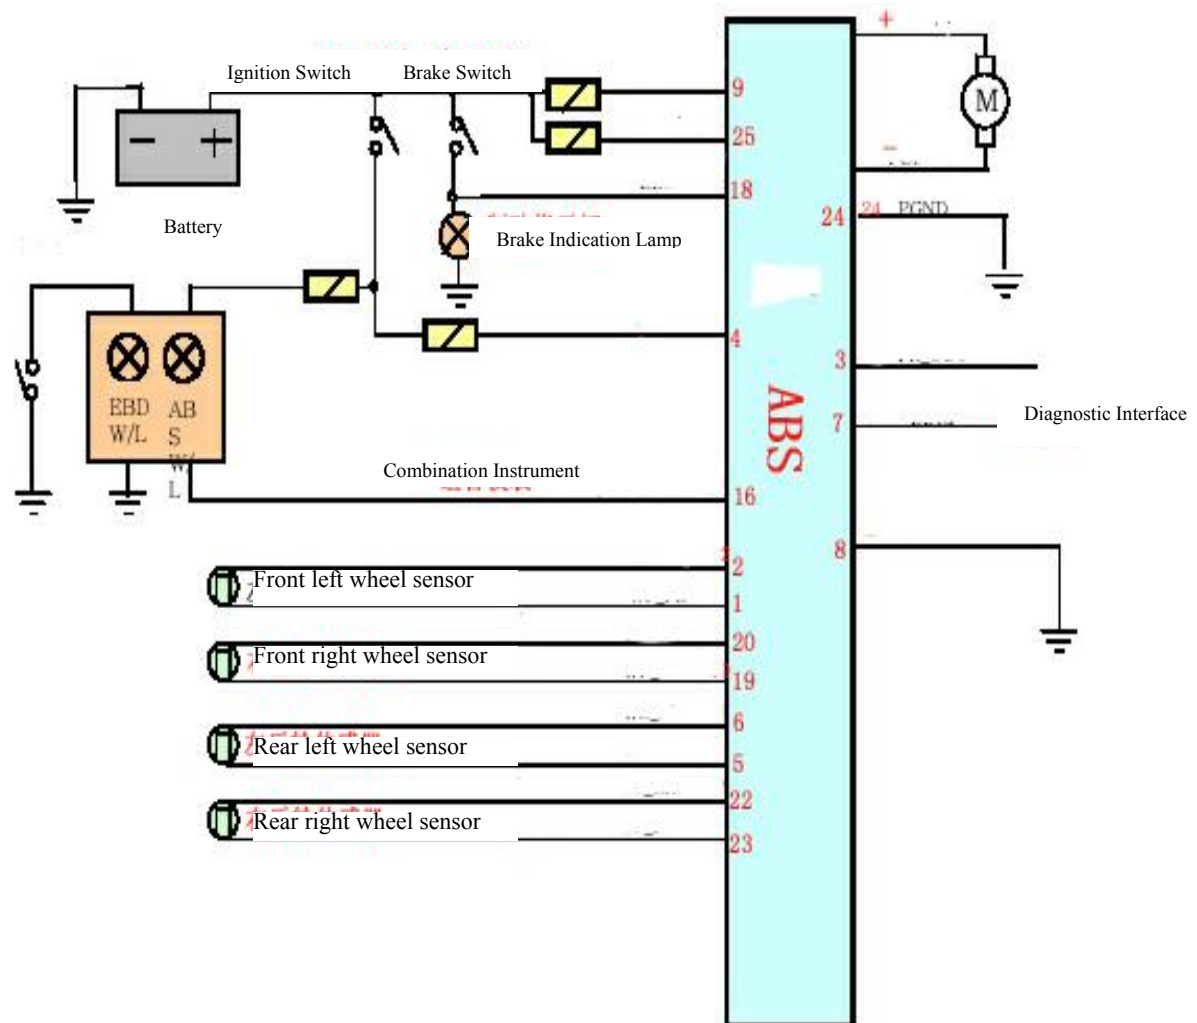 +
Ignition Switch
Brake Switch
9
M
− +
25
−
18
Battery
24
24 PGND
Brake Indication Lamp
4
3
EBD
W/L
AB
S
W/
L
ABS
7
Diagnostic Interface
Combination Instrument
16
8
2
Front left wheel sensor
1
20
Front right wheel sensor
19
6
Rear left wheel sensor
5
22
Rear right wheel sensor
23